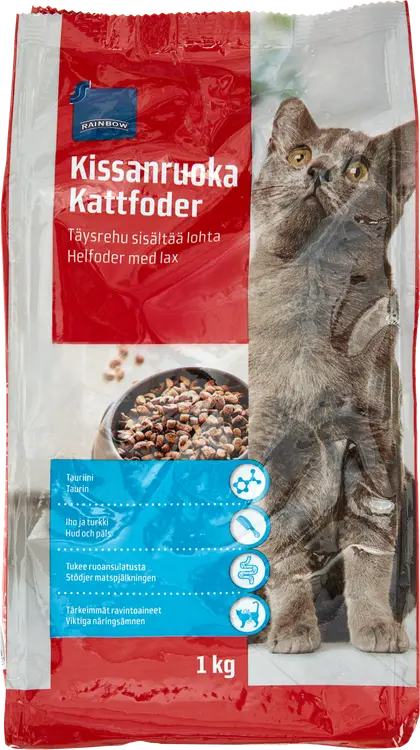 RAINBOW
Kissanruoka
Kattfoder
Täysrehu sisältää lohta
Helfoder med lax
Tauriini
Taurin
Iho ja turkki
Hud och päls
Tukee ruoansulatusta
Stödjer matspjälkningen
Tärkeimmät ravintoaineet
Viktiga näringsämnen
1 kg